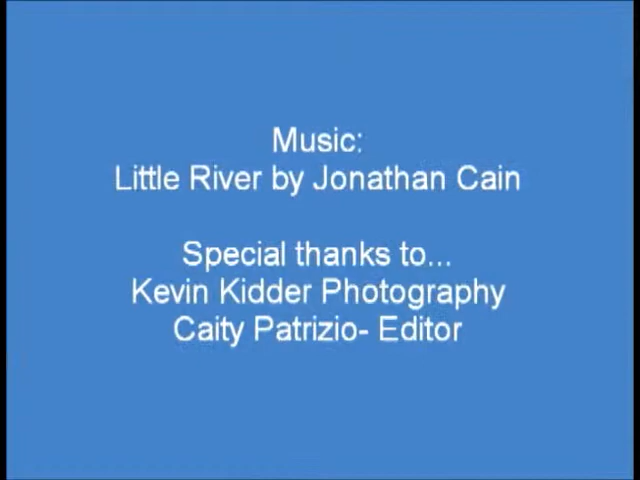 Music:
Little River by Jonathan Cain
Special thanks to...
Kevin Kidder Photography
Caity Patrizio- Editor